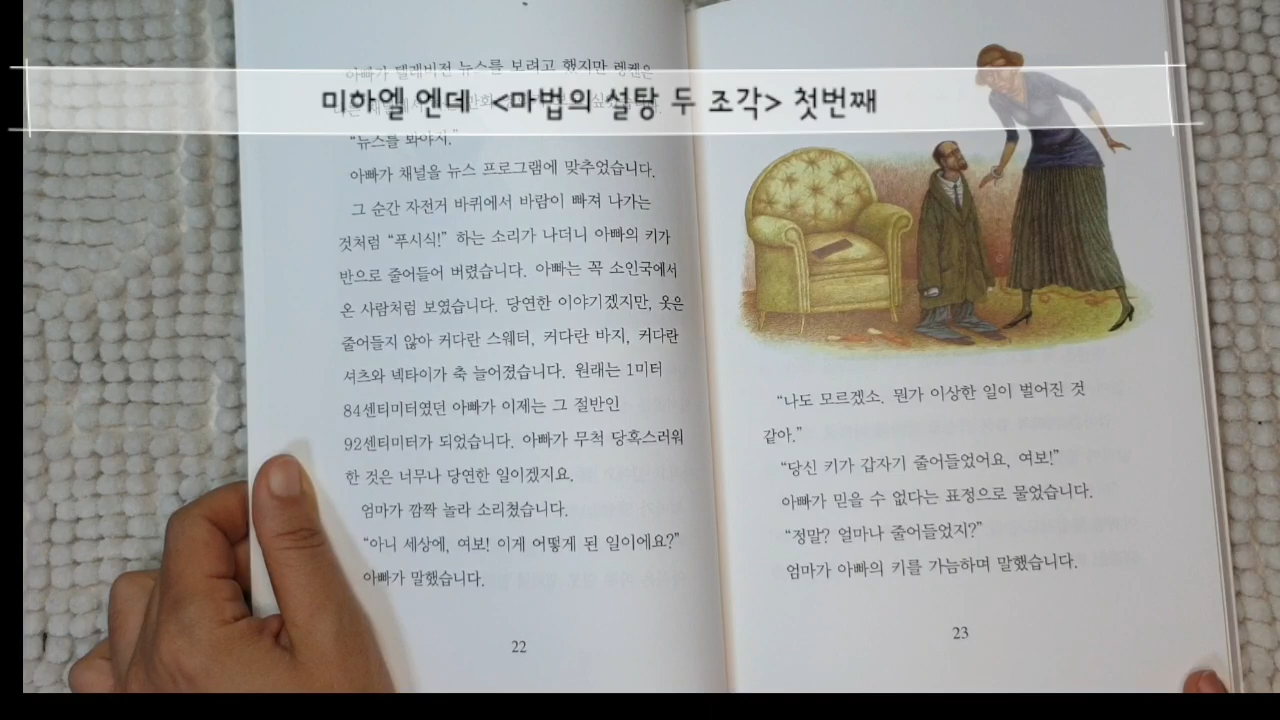 아빠가 텔레비전 뉴스를 보려고 했지만 렝켄은
미하엘 엔데 <마법의 설탕 두 조각> 첫번째
“뉴스를 봐야지.”
아빠가 채널을 뉴스 프로그램에 맞추었습니다.
그 순간 자전거 바퀴에서 바람이 빠져 나가는
것처럼 “푸시식!” 하는 소리가 나더니 아빠의 키가
반으로 줄어들어 버렸습니다. 아빠는 꼭 소인국에서
온 사람처럼 보였습니다. 당연한 이야기겠지만, 옷은
줄어들지 않아 커다란 스웨터, 커다란 바지, 커다란
셔츠와 넥타이가 축 늘어졌습니다. 원래는 1미터
84센티미터였던 아빠가 이제는 그 절반인
92센티미터가 되었습니다. 아빠가 무척 당혹스러워
한 것은 너무나 당연한 일이겠지요.
엄마가 깜짝 놀라 소리쳤습니다.
“아니 세상에, 여보! 이게 어떻게 된 일이에요?”
아빠가 말했습니다.
22
“나도 모르겠소. 뭔가 이상한 일이 벌어진 것
같아.”
“당신 키가 갑자기 줄어들었어요, 여보!”
아빠가 믿을 수 없다는 표정으로 물었습니다.
“정말? 얼마나 줄어들었지?”
엄마가 아빠의 키를 가늠하며 말했습니다.
23